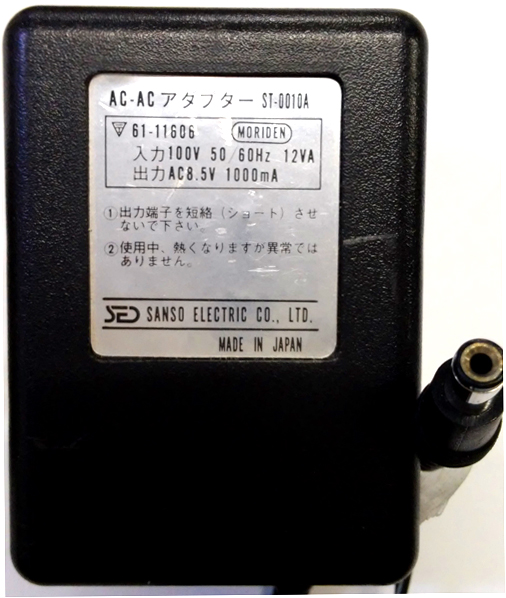 AC-ACアタフター ST-0010A
61-11606 MORIDEN
入力100V 50/60Hz 12VA
出力AC8.5V 1000mA
①出力端子を短絡(ショート)させ
ないで下さい.
②使用中、熱くなりますが異常では
ありません。
SED SANSO ELECTRIC CO., LTD.
MADE IN JAPAN